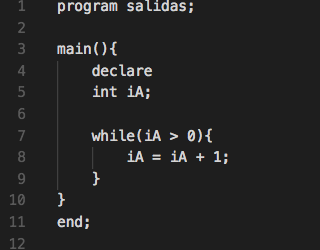 1 program salidas;
2
3 main(){
4 declare
5 int iA;
6
7 while(iA > 0){
8 iA = iA + 1;
9 }
10 }
11 end;
12